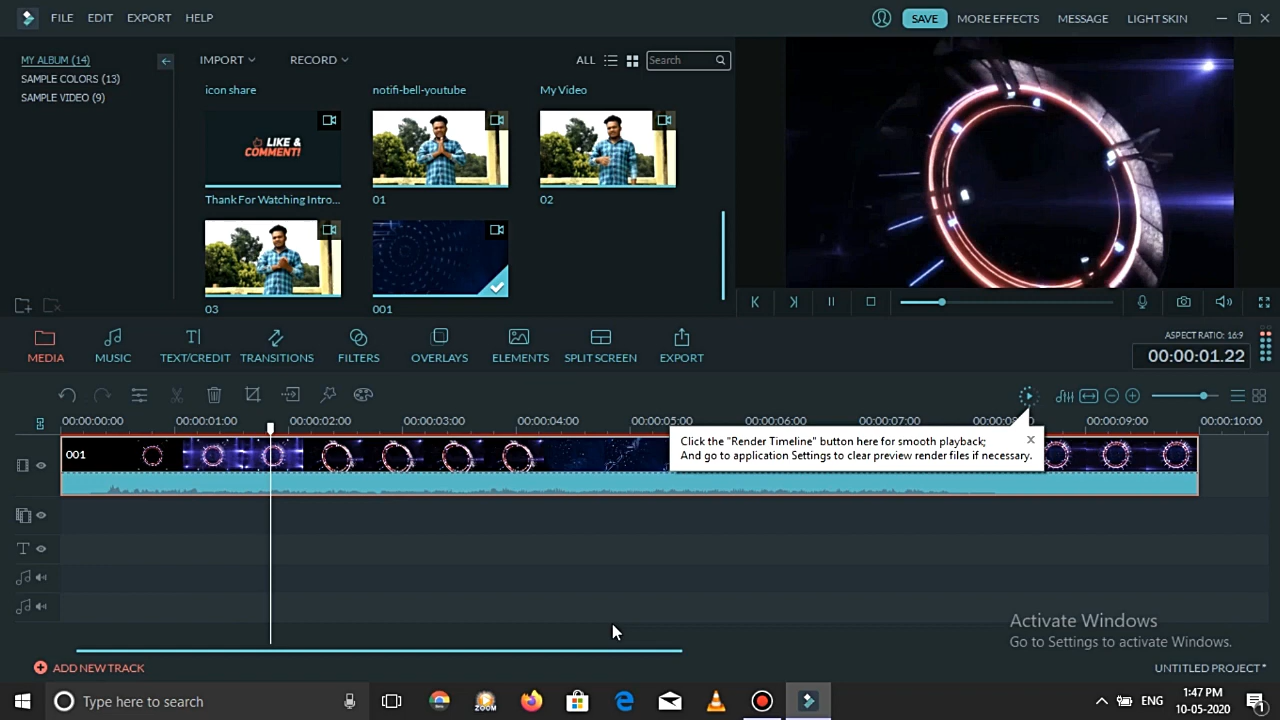 FILE EDIT EXPORT HELP
SAVE MORE EFFECTS MESSAGE LIGHT SKIN
MY ALBUM (14)
SAMPLE COLORS (13)
SAMPLE VIDEO (9)
IMPORT RECORD ALL Search
icon share notifi-bell-youtube My Video
LIKE &
COMMENT!
Thank For Watching Intro... 01 02
03 001
MEDIA MUSIC TEXT/CREDIT TRANSITIONS FILTERS OVERLAYS ELEMENTS SPLIT SCREEN EXPORT
ASPECT RATIO: 16:9
00:00:01.22
00:00:00:00 00:00:01:00 00:00:02:00 00:00:03:00 00:00:04:00 00:00:05:00 00:00:06:00 00:00:07:00 00:00:09:00 00:00:10:00
001
Click the "Render Timeline" button here for smooth playback;
And go to application Settings to clear preview render files if necessary.
x
Activate Windows
Go to Settings to activate Windows.
ADD NEW TRACK
UNTITLED PROJECT*
Type here to search
ZOOM
ENG
1:47 PM
10-05-2020
1